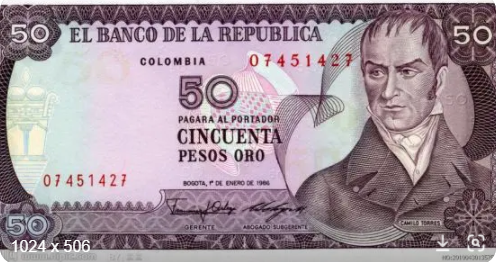 50 EL BANCO DE LA REPUBLICA 50
COLOMBIA 07451427
50
PAGARA AL PORTADOR
CINCUENTA
PESOS ORO
07451427
BOGOTA, 1º DE ENERO DE 1986
GERENTE ABOGADO SUBGERENTE
CAMILO TORRES
50
1024 x 506